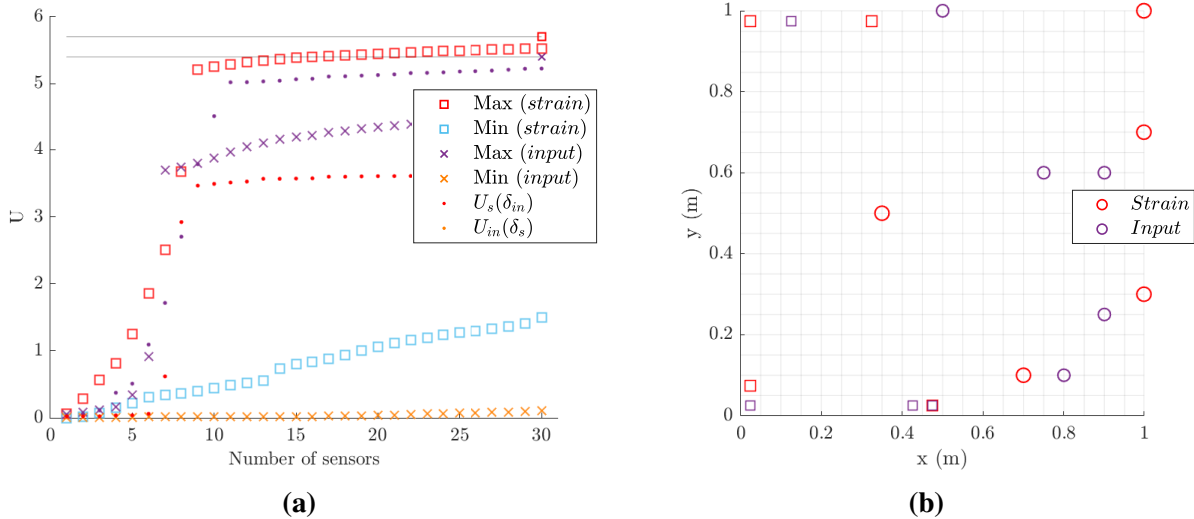 6
5
4
3
2
1
0
U
0
5
10
15
20
25
30
Number of sensors
Max (strain)
Min (strain)
Max (input)
Min (input)
U_s(δ_in)
U_in(δ_s)
(a)
1
0.8
0.6
0.4
0.2
0
y (m)
0
0.2
0.4
0.6
0.8
1
x (m)
Strain
Input
(b)